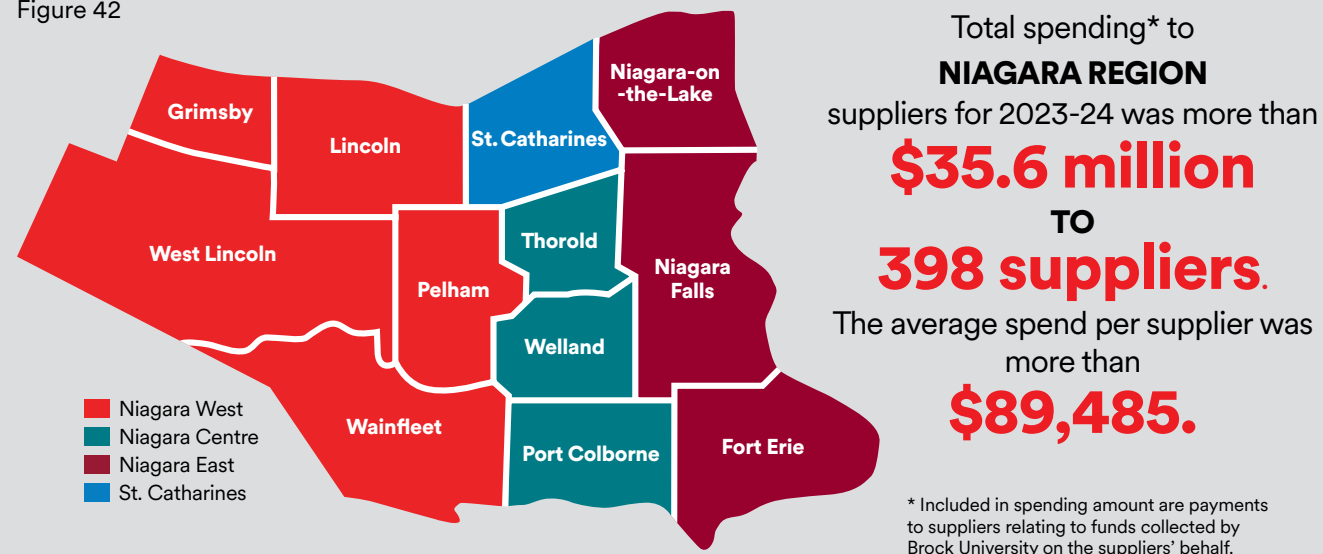 Figure 42
Grimsby
Lincoln
St. Catharines
Niagara-on
-the-Lake
West Lincoln
Pelham
Thorold
Niagara
Falls
Welland
Wainfleet
Port Colborne
Fort Erie
Niagara West
Niagara Centre
Niagara East
St. Catharines
Total spending* to
NIAGARA REGION
suppliers for 2023-24 was more than
$35.6 million
TO
398 suppliers.
The average spend per supplier was
more than
$89,485.
* Included in spending amount are payments
to suppliers relating to funds collected by
Brock University on the suppliers' behalf.